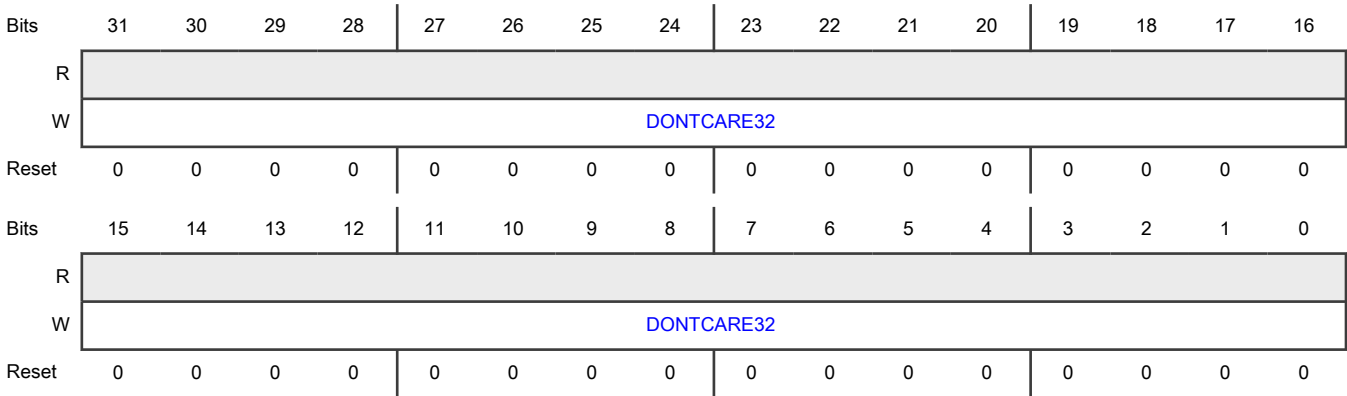 Bits 31 30 29 28 27 26 25 24 23 22 21 20 19 18 17 16
R
W DONTCARE32
Reset 0 0 0 0 0 0 0 0 0 0 0 0 0 0 0 0
Bits 15 14 13 12 11 10 9 8 7 6 5 4 3 2 1 0
R
W DONTCARE32
Reset 0 0 0 0 0 0 0 0 0 0 0 0 0 0 0 0